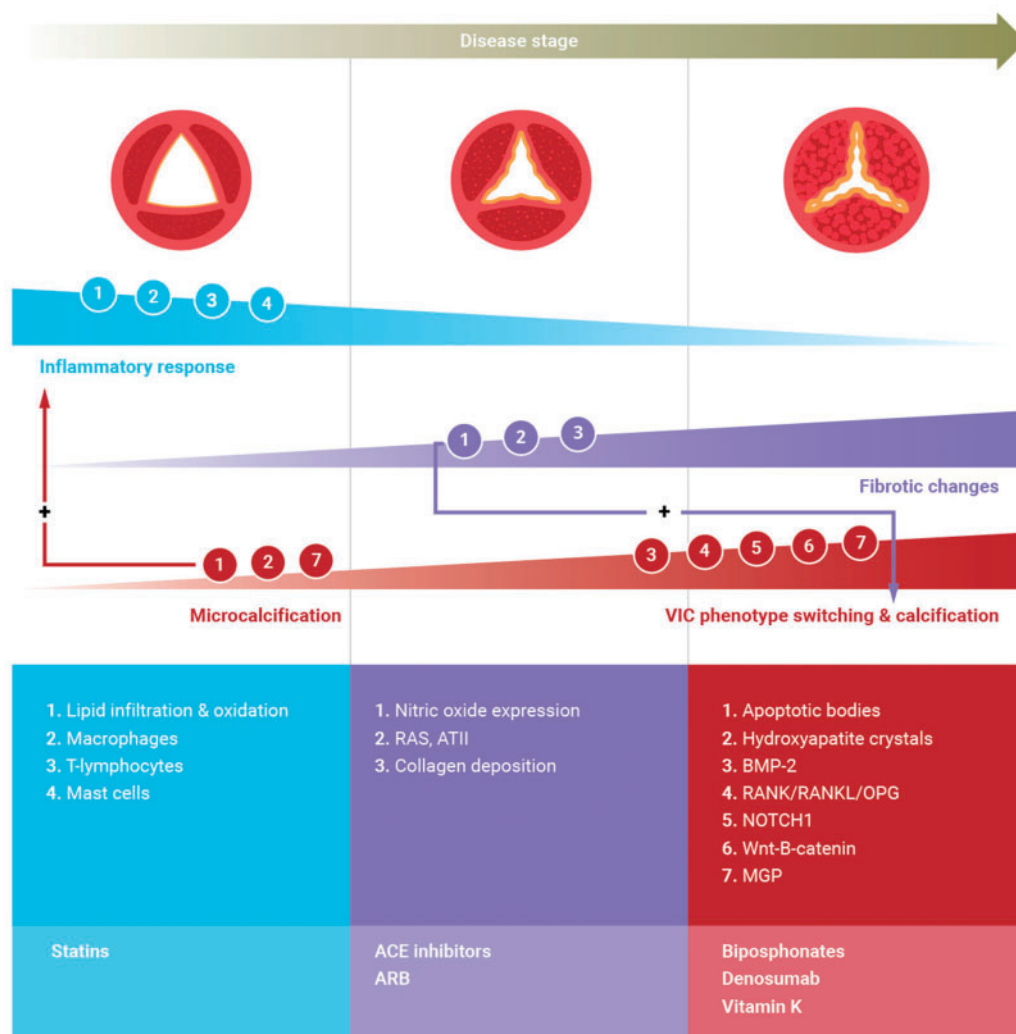 Disease stage
1 2 3 4
Inflammatory response
1 2 3
Fibrotic changes
+
+
1 2 7
3 4 5 6 7
Microcalcification
VIC phenotype switching & calcification
1. Lipid infiltration & oxidation
2. Macrophages
3. T-lymphocytes
4. Mast cells
1. Nitric oxide expression
2. RAS, ATII
3. Collagen deposition
1. Apoptotic bodies
2. Hydroxyapatite crystals
3. BMP-2
4. RANK/RANKL/OPG
5. NOTCH1
6. Wnt-B-catenin
7. MGP
Statins
ACE inhibitors
ARB
Biposphonates
Denosumab
Vitamin K